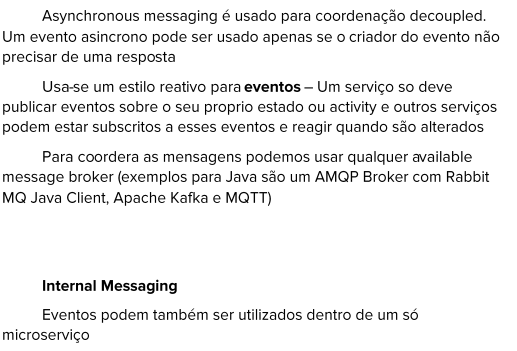 Asynchronous messaging é usado para coordenação decoupled.
Um evento asincrono pode ser usado apenas se o criador do evento não
precisar de uma resposta
Usa-se um estilo reativo para eventos – Um serviço so deve
publicar eventos sobre o seu proprio estado ou activity e outros serviços
podem estar subscritos a esses eventos e reagir quando são alterados
Para coordera as mensagens podemos usar qualquer available
message broker (exemplos para Java são um AMQP Broker com Rabbit
MQ Java Client, Apache Kafka e MQTT)
Internal Messaging
Eventos podem também ser utilizados dentro de um só
microserviço